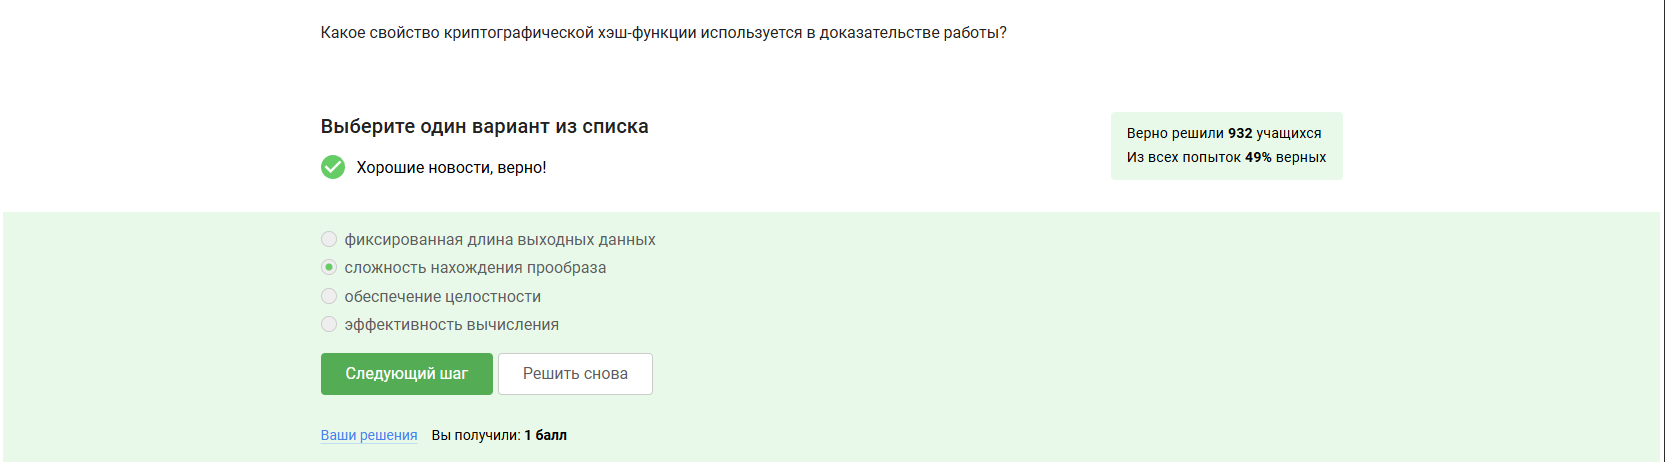 Какое свойство криптографической хэш-функции используется в доказательстве работы?
Выберите один вариант из списка
Хорошие новости, верно!
Верно решили 932 учащихся
Из всех попыток 49% верных
фиксированная длина выходных данных
сложность нахождения прообраза
обеспечение целостности
эффективность вычисления
Следующий шаг
Решить снова
Ваши решения Вы получили: 1 балл